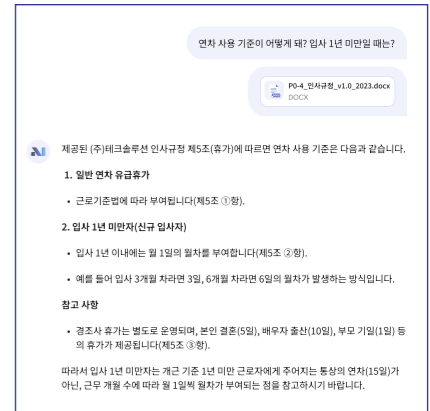 연차 사용 기준이 어떻게 돼? 입사 1년 미만일 때는?
P0-4_인사규정_v1.0_2023.docx
DOCX
제공된 (주)테크솔루션 인사규정 제5조(휴가)에 따르면 연차 사용 기준은 다음과 같습니다.
1. 일반 연차 유급휴가
• 근로기준법에 따라 부여됩니다(제5조 ①항).
2. 입사 1년 미만자(신규 입사자)
• 입사 1년 이내에는 월 1일의 월차를 부여합니다(제5조 ②항).
• 예를 들어 입사 3개월 차라면 3일, 6개월 차라면 6일의 월차가 발생하는 방식입니다.
참고 사항
• 경조사 휴가는 별도로 운영되며, 본인 결혼(5일), 배우자 출산(10일), 부모 기일(1일) 등
의 휴가가 제공됩니다(제5조 ③항).
따라서 입사 1년 미만자는 개근 기준 1년 미만 근로자에게 주어지는 통상의 연차(15일)가
아닌, 근무 개월 수에 따라 월 1일씩 월차가 부여되는 점을 참고하시기 바랍니다.